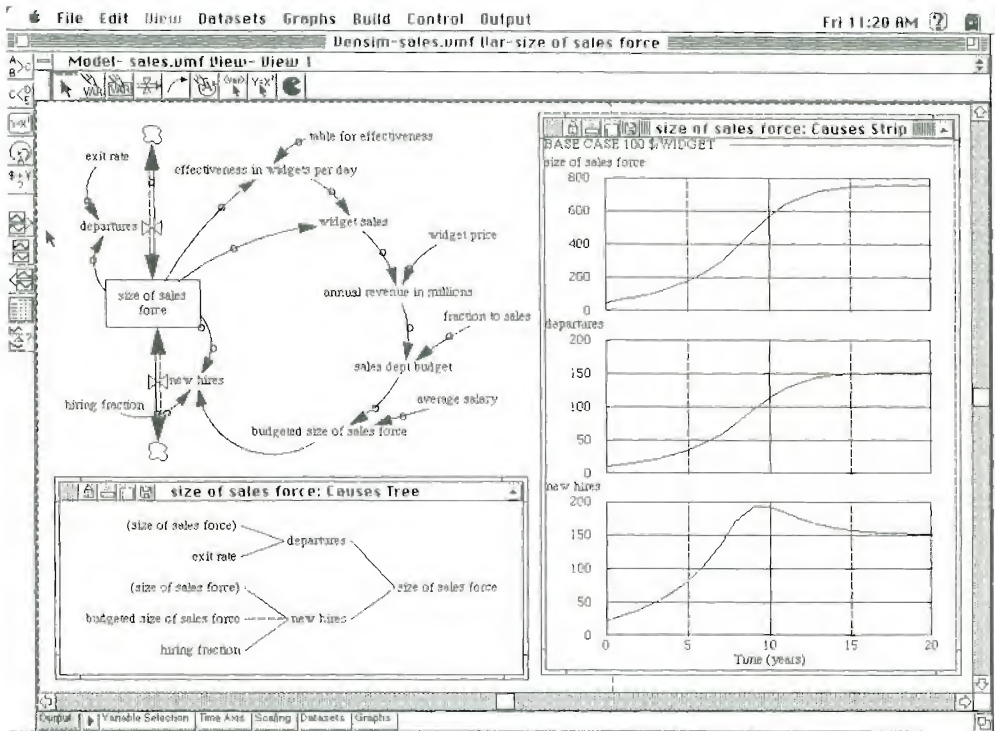 File Edit View Datasets Graphs Build Control Output Fri 11:20 AM
Vensim-sales.vmf Var-size of sales force
Model- sales.vmf View- View 1
VAR VAR <Var> Y=X²
table for effectiveness
exit rate
effectiveness in widgets per day
departures
widget sales
widget price
size of sales force
annual revenue in millions
fraction to sales
sales dept budget
new hires
hiring fraction
average salary
budgeted size of sales force
size of sales force: Causes Tree
(size of sales force)
departures
exit rate
(size of sales force)
size of sales force
budgeted size of sales force
new hires
hiring fraction
size of sales force: Causes Strip
BASE CASE 100 $/WIDGET
size of sales force
800
600
400
200
0
departures
200
150
100
50
0
new hires
200
150
100
50
0
0 5 10 15 20
Time (years)
Output Variable Selection Time Axis Scaling Datasets Graphs